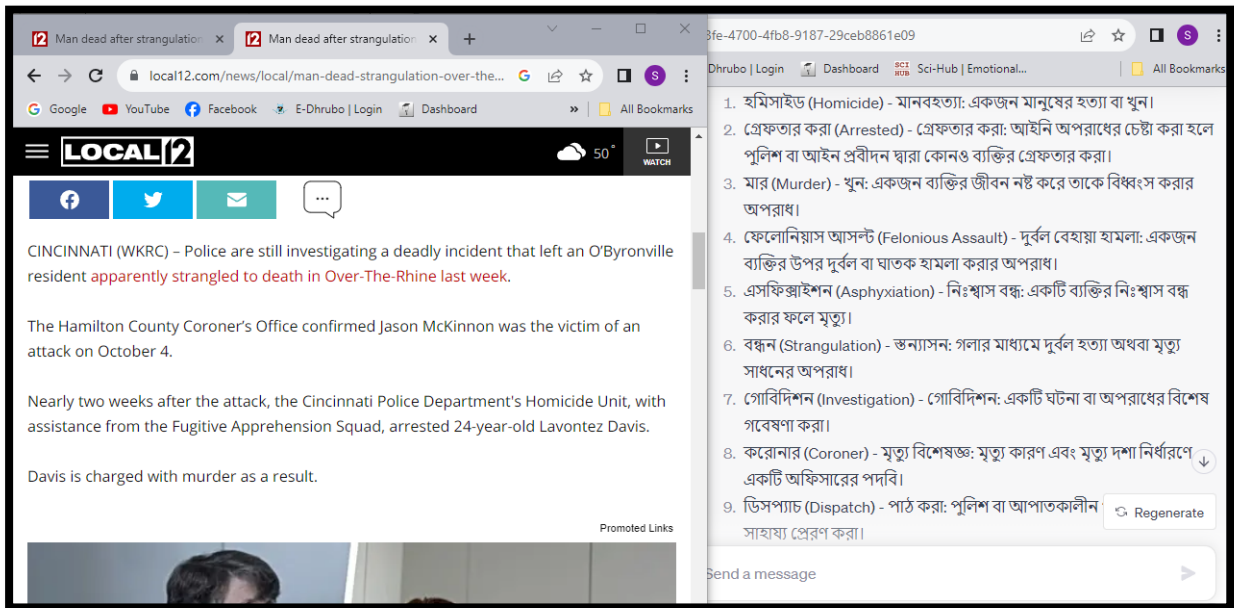 Man dead after strangulation
Man dead after strangulation
local12.com/news/local/man-dead-strangulation-over-the...
Google YouTube Facebook E-Dhrubo | Login Dashboard » All Bookmarks
LOCAL 12 50° WATCH
CINCINNATI (WKRC) – Police are still investigating a deadly incident that left an O'Byronville
resident apparently strangled to death in Over-The-Rhine last week.
The Hamilton County Coroner's Office confirmed Jason McKinnon was the victim of an
attack on October 4.
Nearly two weeks after the attack, the Cincinnati Police Department's Homicide Unit, with
assistance from the Fugitive Apprehension Squad, arrested 24-year-old Lavontez Davis.
Davis is charged with murder as a result.
Promoted Links
3fe-4700-4fb8-9187-29ceb8861e09
S
Dhrubo | Login Dashboard SCI HUB Sci-Hub | Emotional... All Bookmarks
1. হমিসাইড (Homicide) - মানবহত্যা: একজন মানুষের হত্যা বা খুন।
2. গ্রেফতার করা (Arrested) - গ্রেফতার করা: আইনি অপরাধের চেষ্টা করা হলে
পুলিশ বা আইন প্রবীদন দ্বারা কোনও ব্যক্তির গ্রেফতার করা।
3. মার (Murder) - খুন: একজন ব্যক্তির জীবন নষ্ট করে তাকে বিধ্বংস করার
অপরাধ।
4. ফেলোনিয়াস আসল্ট (Felonious Assault) - দুর্বল বেহায়া হামলা: একজন
ব্যক্তির উপর দুর্বল বা ঘাতক হামলা করার অপরাধ।
5. এসফিক্সাইশন (Asphyxiation) - নিঃশ্বাস বন্ধ: একটি ব্যক্তির নিঃশ্বাস বন্ধ
করার ফলে মৃত্যু।
6. বন্ধন (Strangulation) - স্তন্যাসন: গলার মাধ্যমে দুর্বল হত্যা অথবা মৃত্যু
সাধনের অপরাধ।
7. গোবিদিশন (Investigation) - গোবিদিশন: একটি ঘটনা বা অপরাধের বিশেষ
গবেষণা করা।
8. করোনার (Coroner) - মৃত্যু বিশেষজ্ঞ: মৃত্যু কারণ এবং মৃত্যু দশা নির্ধারণে
একটি অফিসারের পদবি।
9. ডিসপ্যাচ (Dispatch) - পাঠ করা: পুলিশ বা আপাতকালীন
সাহায্য প্রেরণ করা।
Regenerate
Send a message